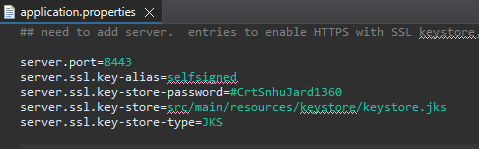 application.properties
## need to add server.  entries to enable HTTPS with SSL keystore.
server.port=8443
server.ssl.key-alias=selfsigned
server.ssl.key-store-password=#CrtSnhuJard1360
server.ssl.key-store=src/main/resources/keystore/keystore.jks
server.ssl.key-store-type=JKS